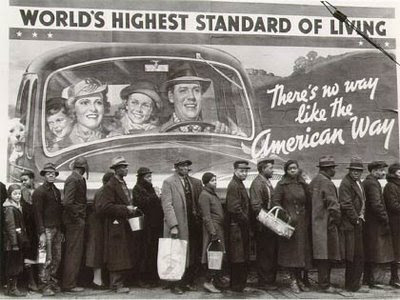 WORLD'S HIGHEST STANDARD OF LIVING
There's no way
like the
American Way